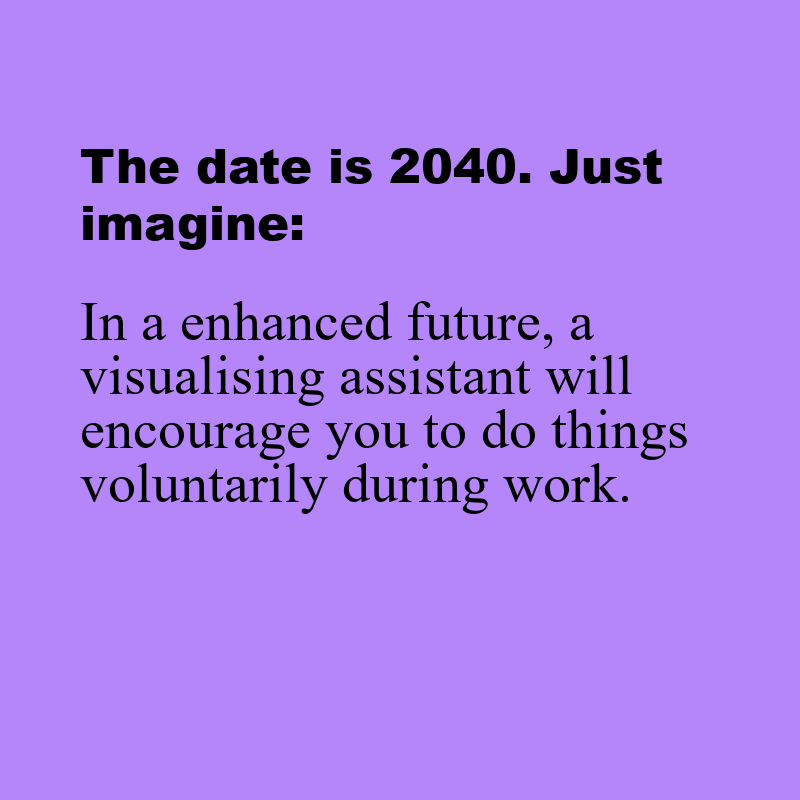 The date is 2040. Just
imagine:
In a enhanced future, a
visualising assistant will
encourage you to do things
voluntarily during work.